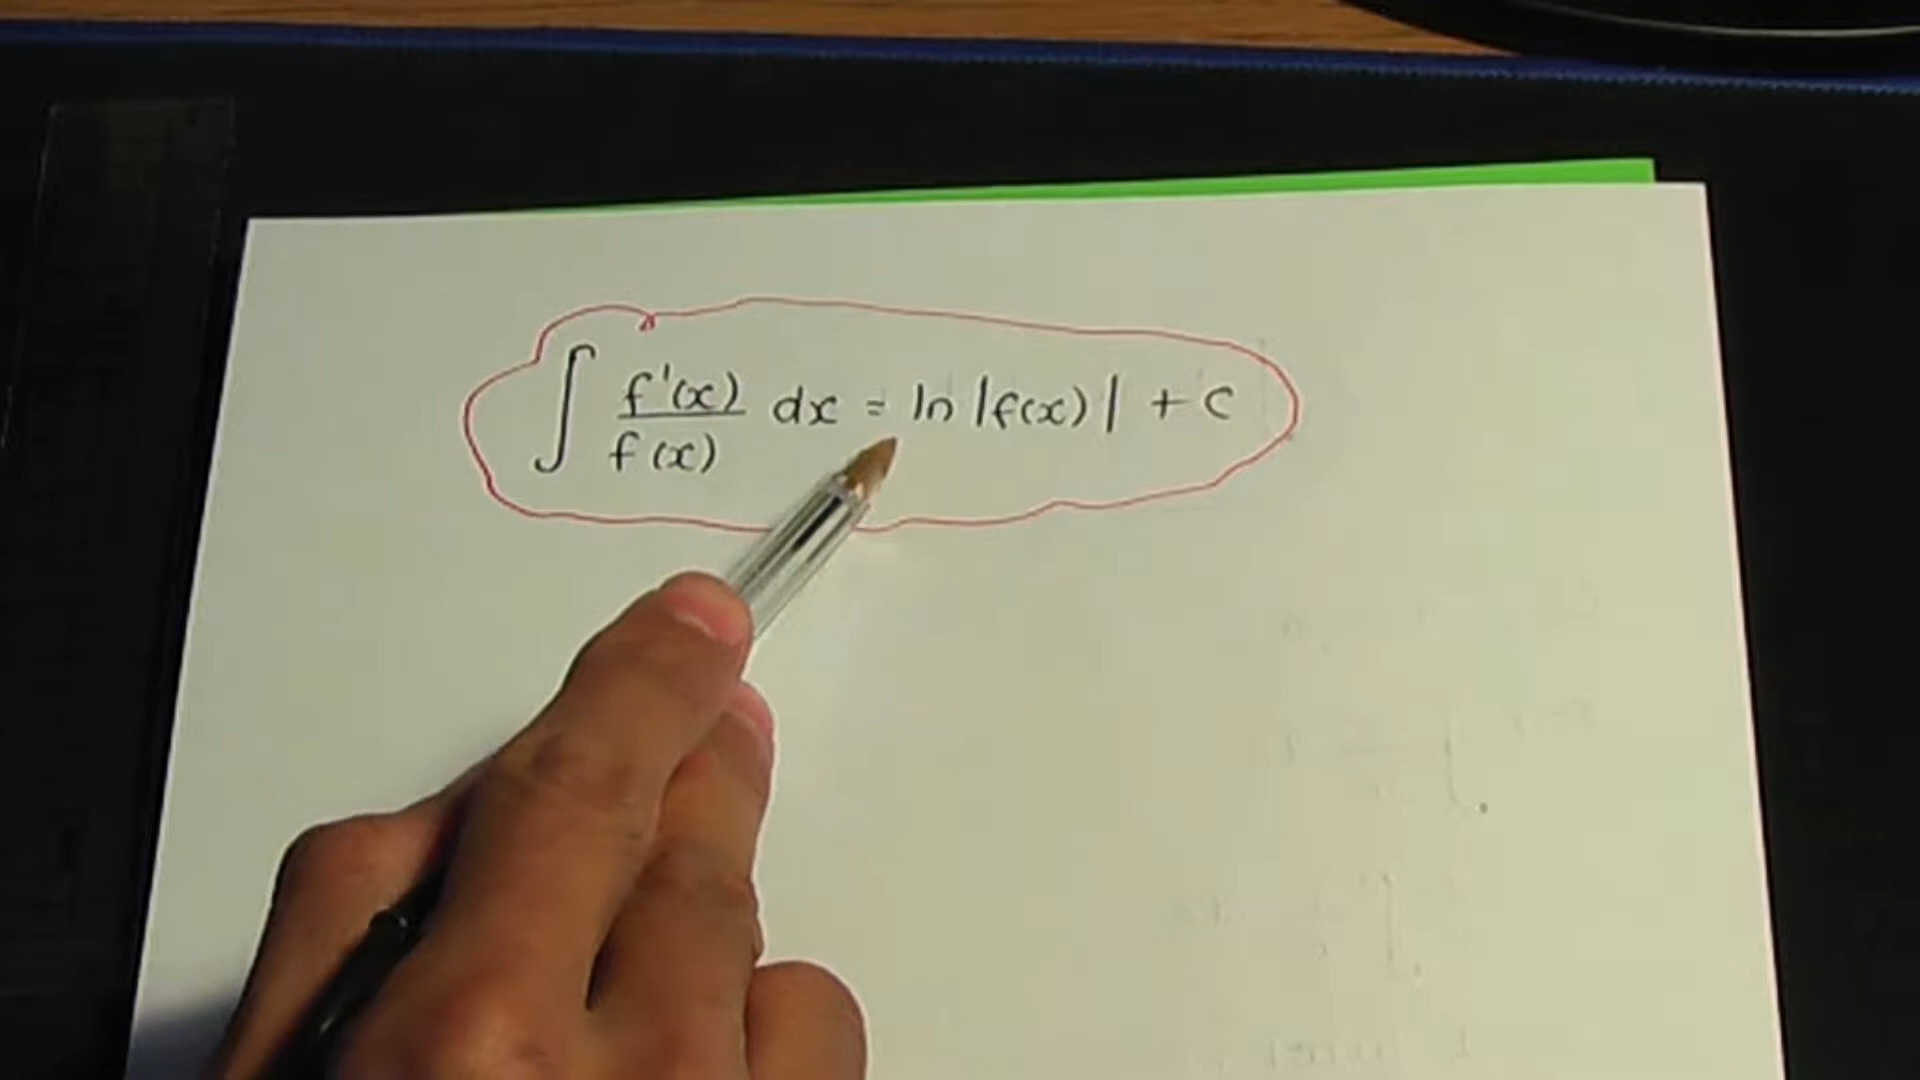 ∫ f'(x)/f(x) dx = ln |f(x)| + c